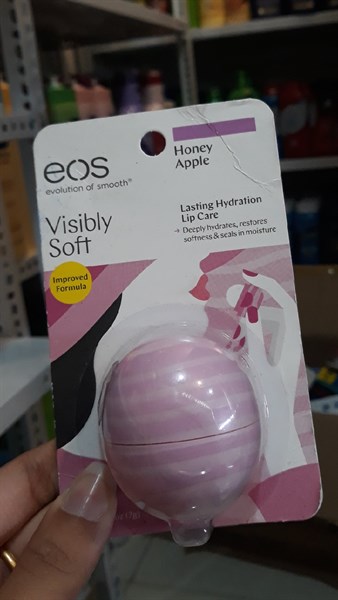 Honey
Apple
eos
evolution of smooth®
Visibly
Soft
Lasting Hydration
Lip Care
Deeply hydrates, restores
softness & seals in moisture
Improved
Formula